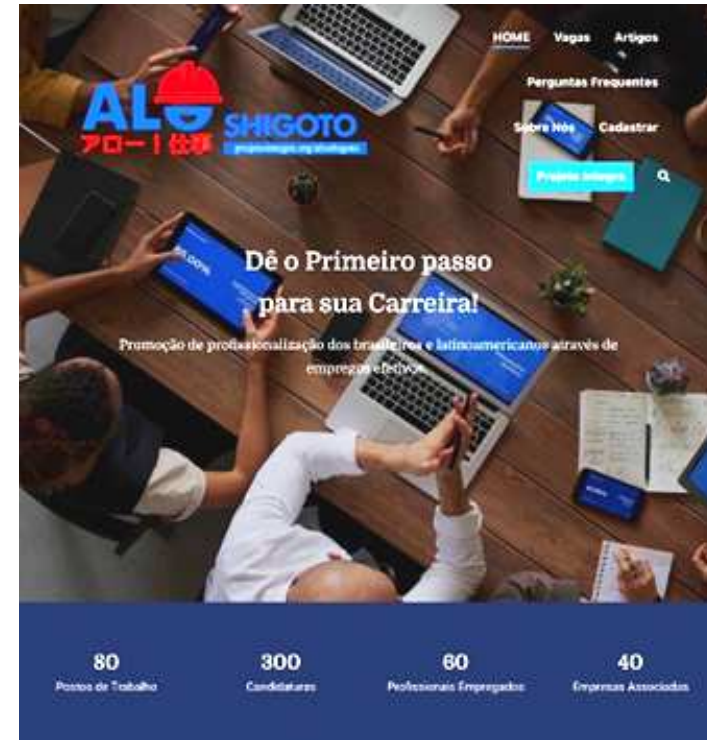 HOME Vagas Artigos
Perguntas Frequentes
Sobre Nós Cadastrar
Projeto Integra
ALÔ SHIGOTO
アロー！仕事
Dê o Primeiro passo
para sua Carreira!
Promoção de profissionalização dos brasileiros e latinoamericanos através de
empregos efetivos.
80 300 60 40
Postos de Trabalho Candidaturas Profissionais Empregados Empresas Associadas